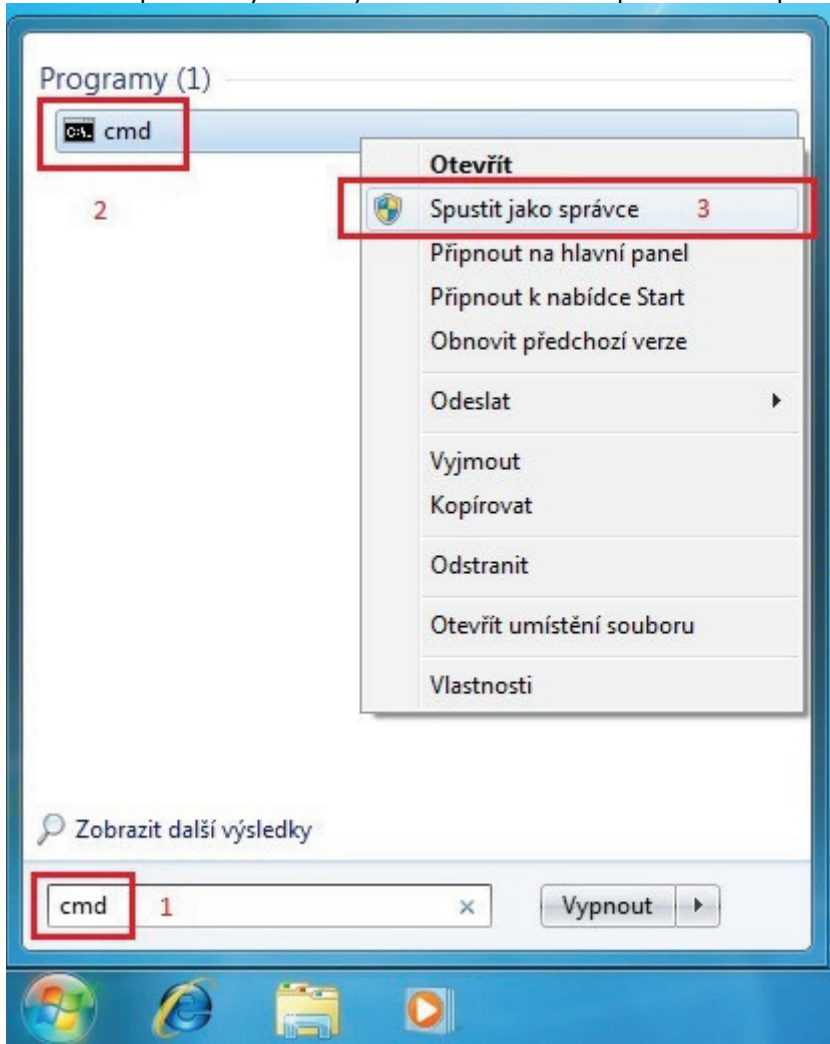 Programy (1)
cmd
2
Otevřít
Spustit jako správce 3
Připnout na hlavní panel
Připnout k nabídce Start
Obnovit předchozí verze
Odeslat
Vyjmout
Kopírovat
Odstranit
Otevřít umístění souboru
Vlastnosti
Zobrazit další výsledky
cmd 1
Vypnout